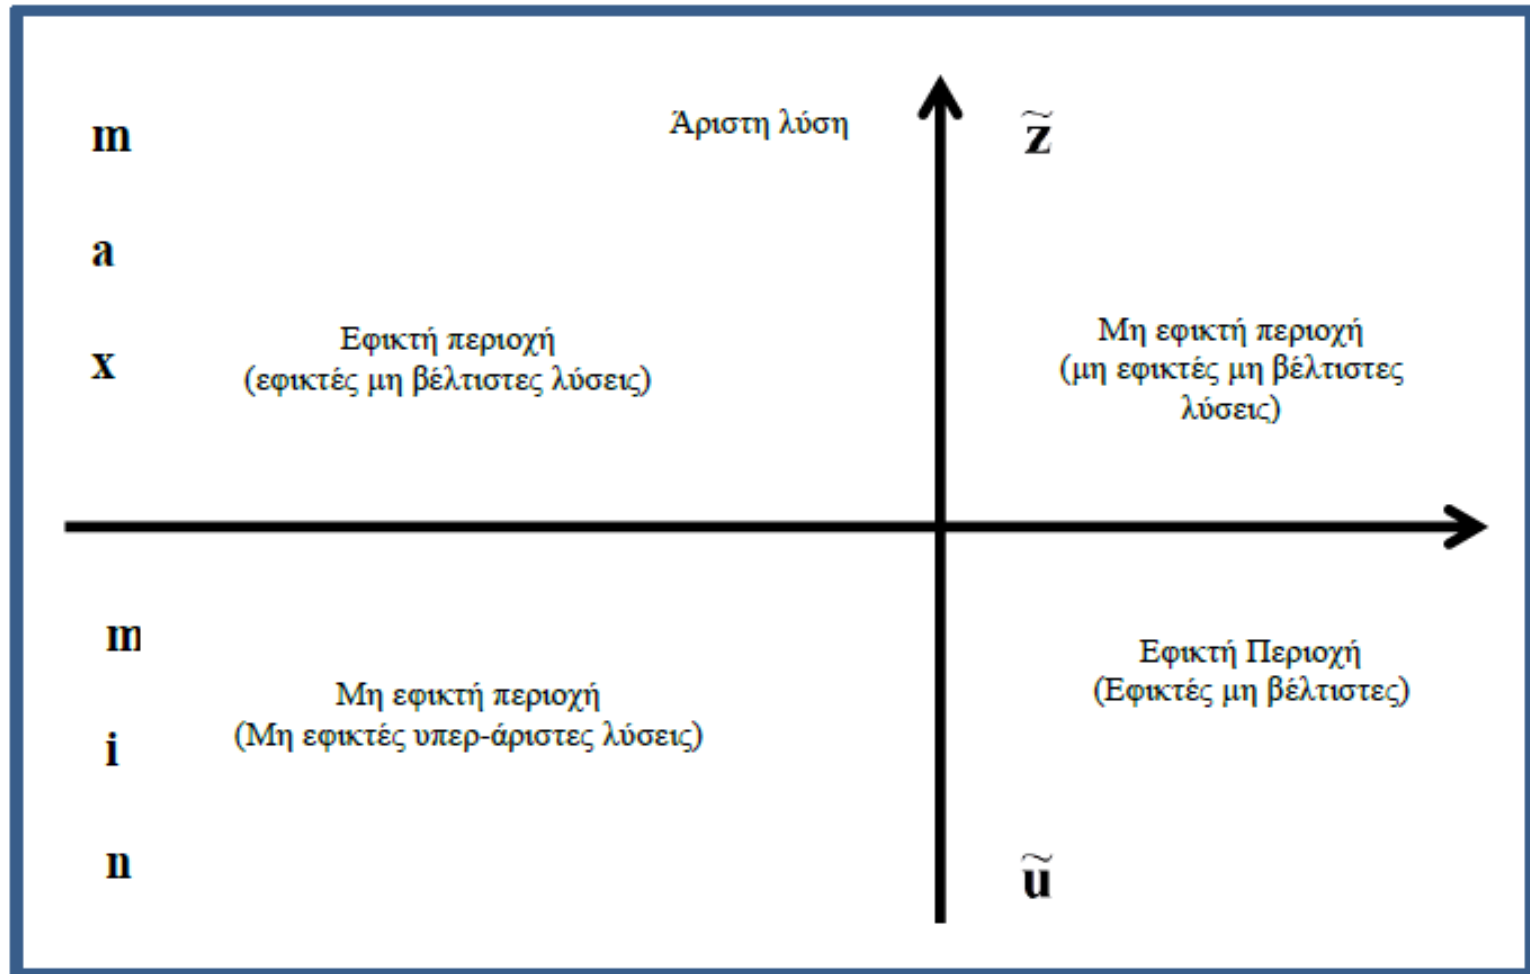 m
Άριστη λύση
z̃
a
x
Εφικτή περιοχή
(εφικτές μη βέλτιστες λύσεις)
Μη εφικτή περιοχή
(μη εφικτές μη βέλτιστες
λύσεις)
m
i
n
Μη εφικτή περιοχή
(Μη εφικτές υπερ-άριστες λύσεις)
Εφικτή Περιοχή
(Εφικτές μη βέλτιστες)
ũ